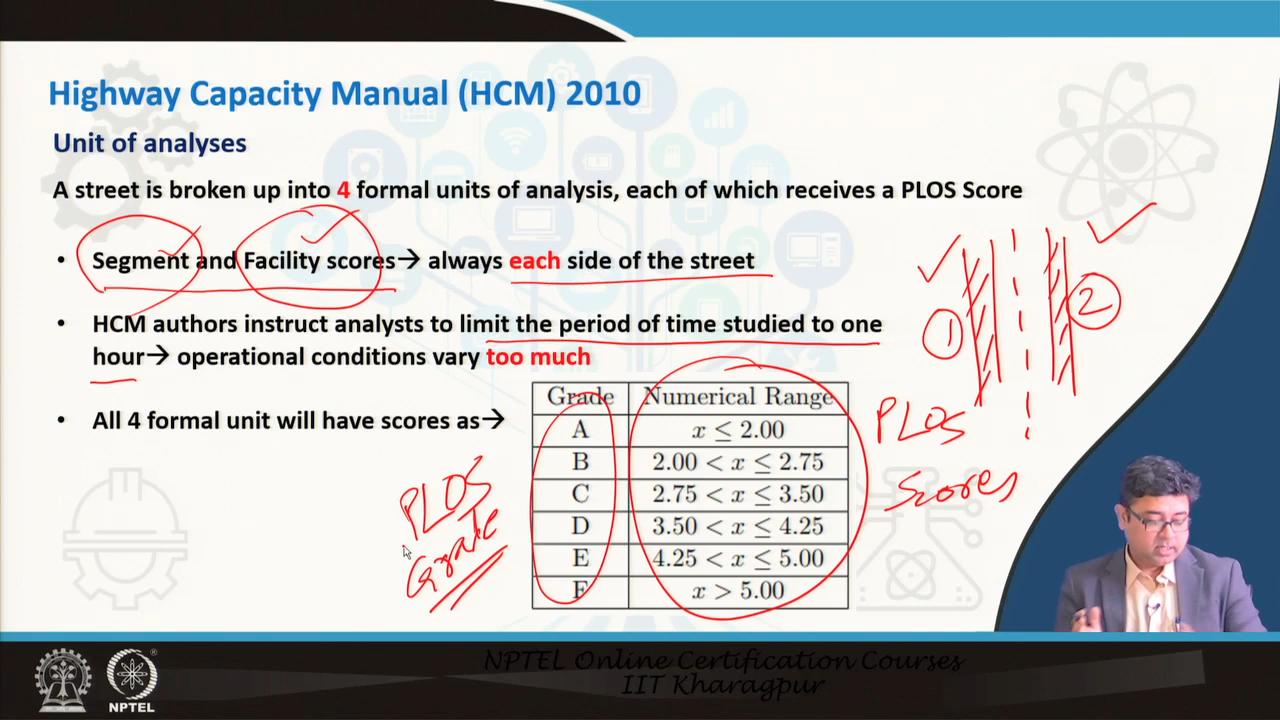 Highway Capacity Manual (HCM) 2010
Unit of analyses
A street is broken up into 4 formal units of analysis, each of which receives a PLOS Score
• Segment and Facility scores→ always each side of the street
• HCM authors instruct analysts to limit the period of time studied to one
hour→ operational conditions vary too much
• All 4 formal unit will have scores as→
Grade Numerical Range
A x ≤ 2.00
B 2.00 < x ≤ 2.75
C 2.75 < x ≤ 3.50
D 3.50 < x ≤ 4.25
E 4.25 < x ≤ 5.00
F x > 5.00
PLOS
Grade
1
2
PLOS
Scores
NPTEL Online Certification Courses
IIT Kharagpur
NPTEL